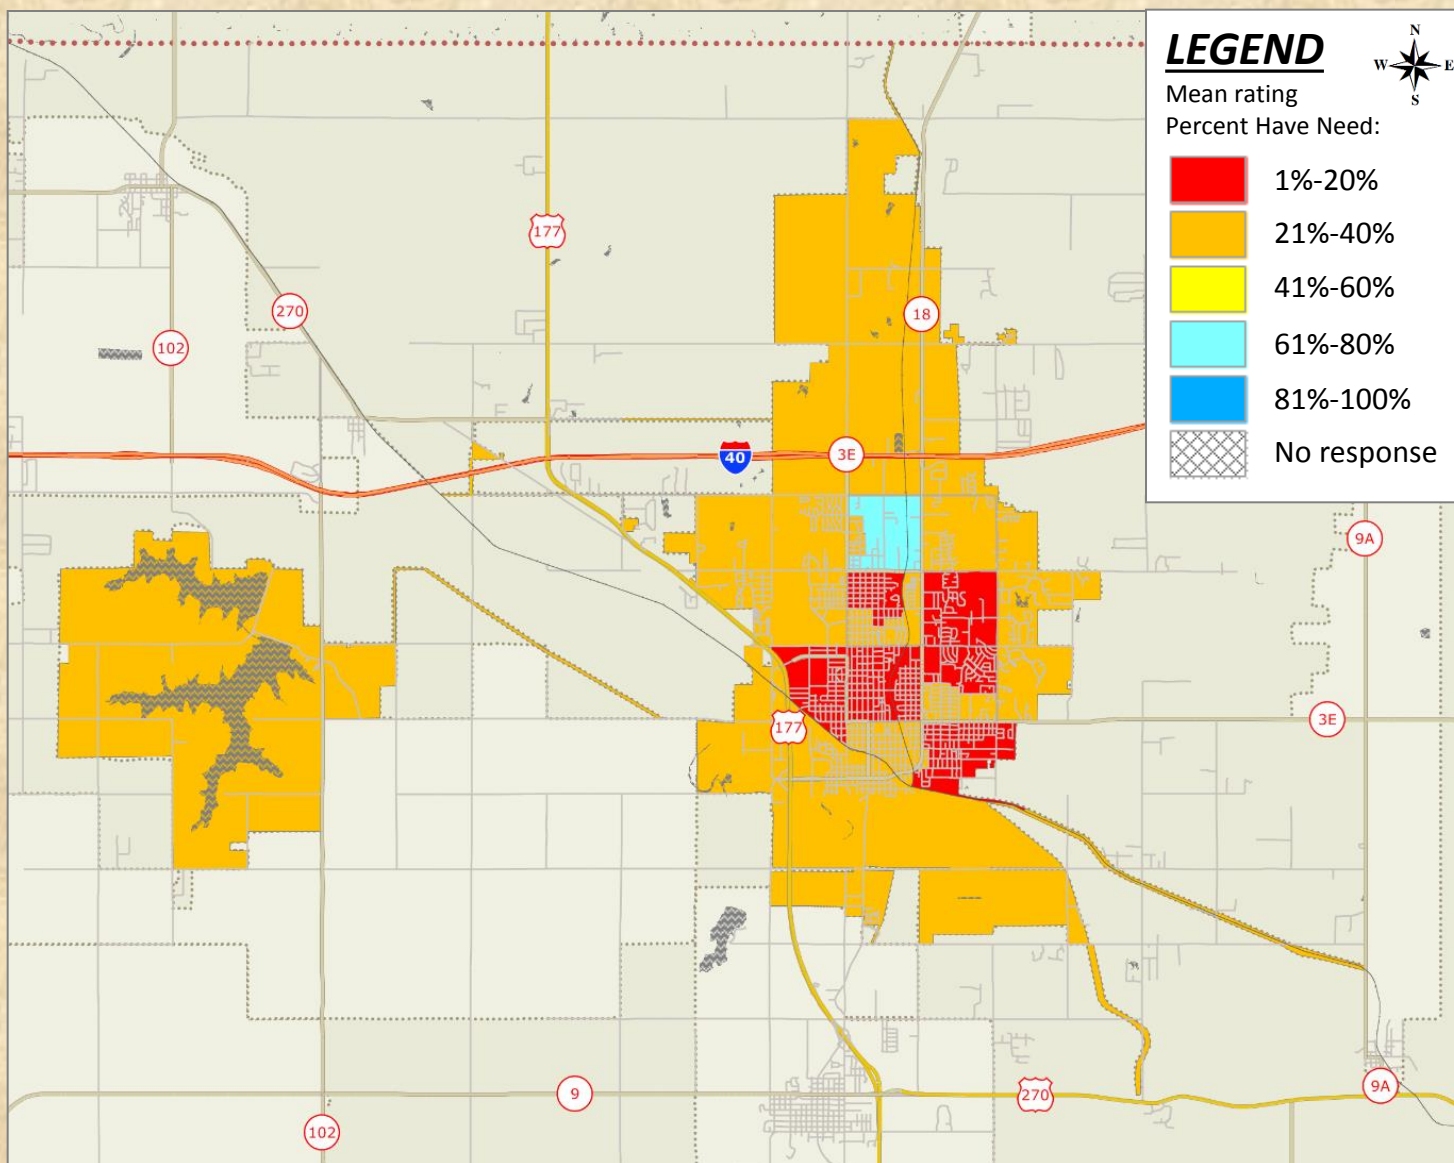 LEGEND
N
W
E
S
Mean rating
Percent Have Need:
1%-20%
21%-40%
41%-60%
61%-80%
81%-100%
No response
177
270
18
102
40
3E
9A
177
3E
9
270
9A
102